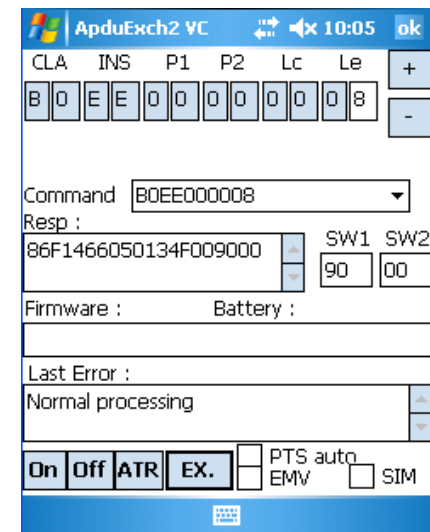 ApduExch2 VC 10:05 ok
CLA INS P1 P2 Lc Le +
B 0 E E 0 0 0 0 0 0 0 8
-
Command B0EE000008
Resp :
SW1 SW2
86F1466050134F009000
90 00
Firmware : Battery :
Last Error :
Normal processing
On Off ATR EX. PTS auto
EMV SIM